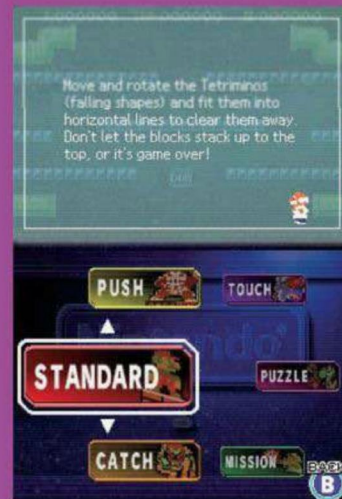 Move and rotate the Tetriminos
(falling shapes) and fit them into
horizontal lines to clear them away.
Don't let the blocks stack up to the
top, or it's game over!
PUSH
TOUCH
STANDARD
PUZZLE
CATCH
MISSION
BACK
B